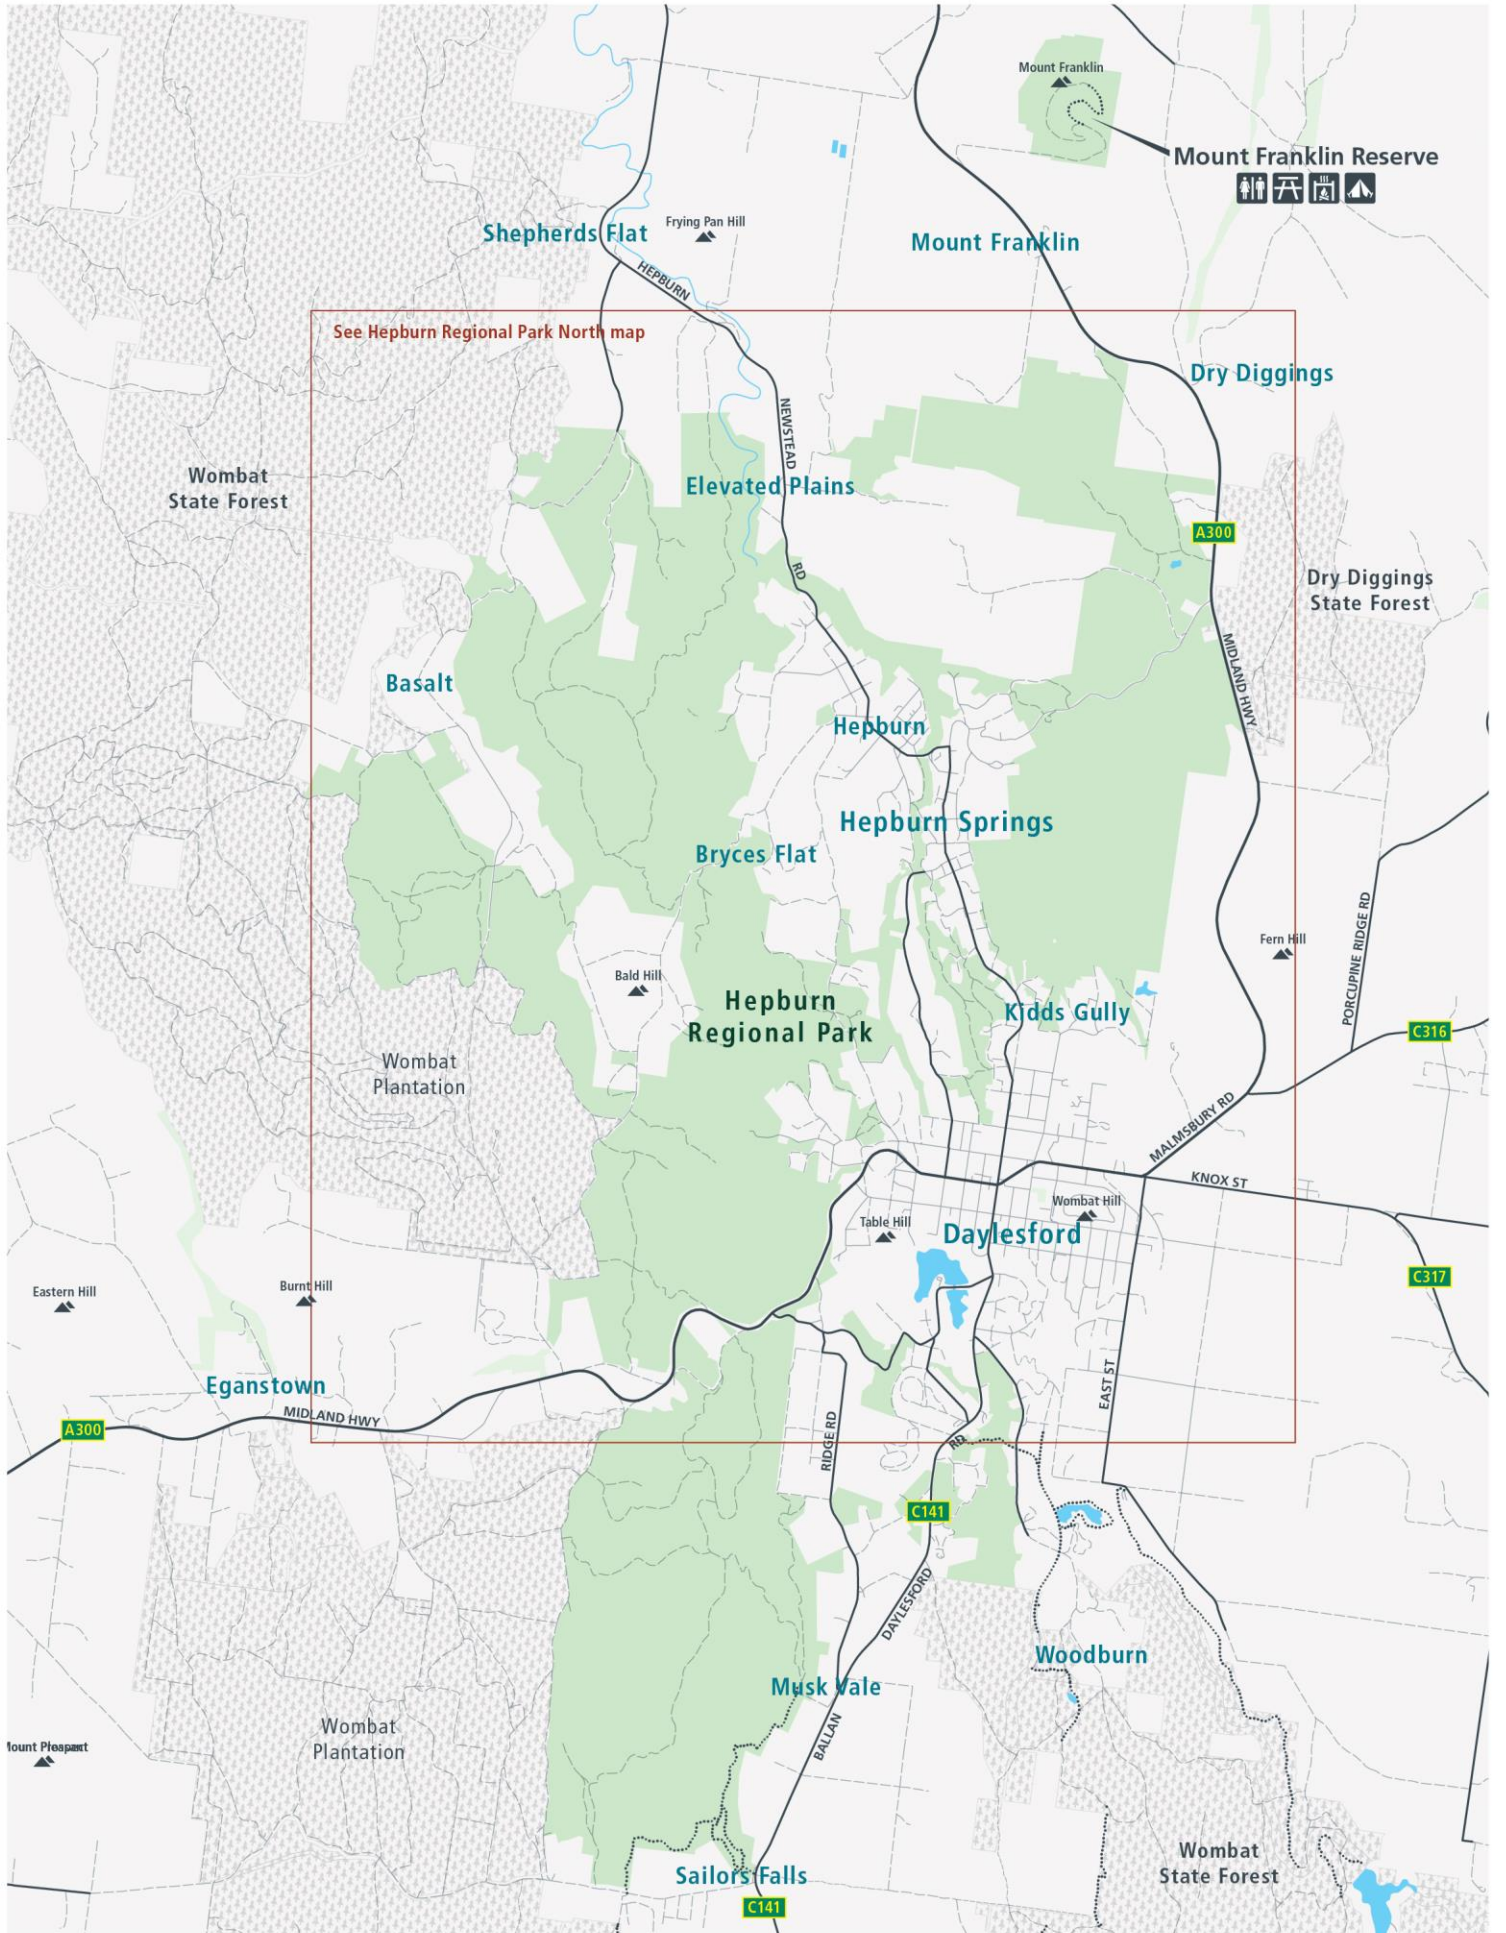 Mount Franklin
Mount Franklin Reserve
Shepherds Flat
Frying Pan Hill
Mount Franklin
HEPBURN
See Hepburn Regional Park North map
Dry Diggings
NEWSTEAD
Wombat
State Forest
Elevated Plains
A300
RD
Dry Diggings
State Forest
MIDLAND HWY
Basalt
Hepburn
Hepburn Springs
Bryces Flat
PORCUPINE RIDGE RD
Fern Hill
Bald Hill
Hepburn
Regional Park
Kidds Gully
C316
Wombat
Plantation
MALMSBURY RD
KNOX ST
Wombat Hill
Table Hill
Daylesford
C317
Eastern Hill
Burnt Hill
EAST ST
Eganstown
MIDLAND HWY
A300
RIDGE RD
RD
C141
DAYLESFORD
Woodburn
Musk Vale
BALLAN
Wombat
Plantation
Mount
Wombat
State Forest
Sailors Falls
C141